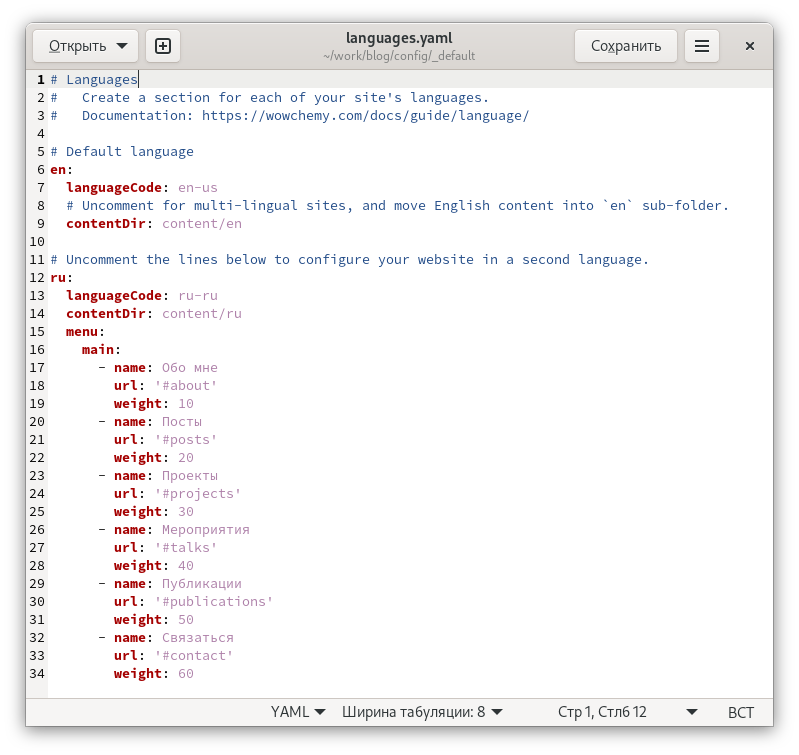 Открыть
languages.yaml
~/work/blog/config/_default
Сохранить
1 # Languages
2 #   Create a section for each of your site's languages.
3 #   Documentation: https://wowchemy.com/docs/guide/language/
4
5 # Default language
6 en:
7   languageCode: en-us
8   # Uncomment for multi-lingual sites, and move English content into `en` sub-folder.
9   contentDir: content/en
10
11 # Uncomment the lines below to configure your website in a second language.
12 ru:
13   languageCode: ru-ru
14   contentDir: content/ru
15   menu:
16     main:
17       - name: Обо мне
18         url: '#about'
19         weight: 10
20       - name: Посты
21         url: '#posts'
22         weight: 20
23       - name: Проекты
24         url: '#projects'
25         weight: 30
26       - name: Мероприятия
27         url: '#talks'
28         weight: 40
29       - name: Публикации
30         url: '#publications'
31         weight: 50
32       - name: Связаться
33         url: '#contact'
34         weight: 60
YAML Ширина табуляции: 8 Стр 1, Стлб 12 ВСТ